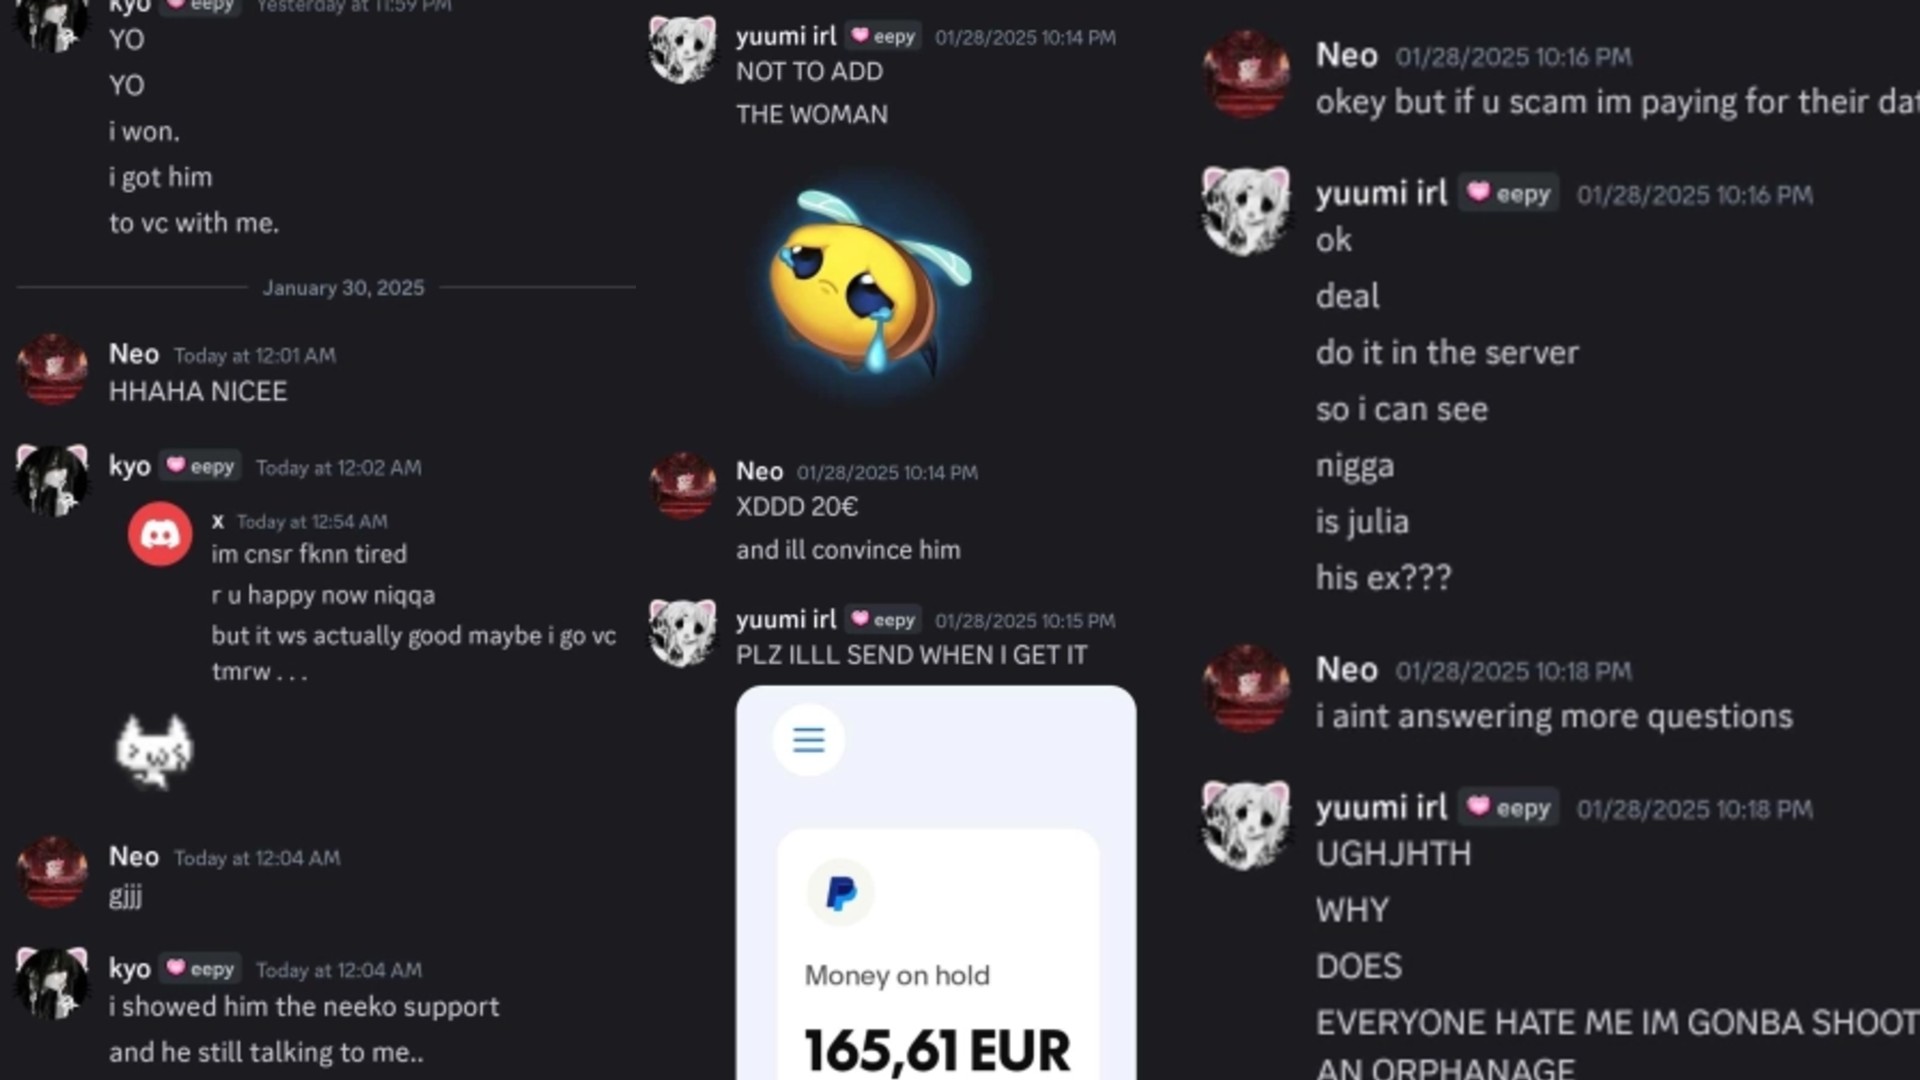 kyo eepy Yesterday at 11:59 PM
YO
YO
i won.
i got him
to vc with me.
January 30, 2025
Neo Today at 12:01 AM
HHAHA NICEE
kyo eepy Today at 12:02 AM
x Today at 12:54 AM
im cnsr fknn tired
r u happy now niqqa
but it ws actually good maybe i go vc
tmrw . . .
Neo Today at 12:04 AM
gjjj
kyo eepy Today at 12:04 AM
i showed him the neeko support
and he still talking to me..
yuumi irl eepy 01/28/2025 10:14 PM
NOT TO ADD
THE WOMAN
Neo 01/28/2025 10:14 PM
XDDD 20€
and ill convince him
yuumi irl eepy 01/28/2025 10:15 PM
PLZ ILLL SEND WHEN I GET IT
Money on hold
165,61 EUR
Neo 01/28/2025 10:16 PM
okey but if u scam im paying for their dat
yuumi irl eepy 01/28/2025 10:16 PM
ok
deal
do it in the server
so i can see
nigga
is julia
his ex???
Neo 01/28/2025 10:18 PM
i aint answering more questions
yuumi irl eepy 01/28/2025 10:18 PM
UGHJHTH
WHY
DOES
EVERYONE HATE ME IM GONBA SHOOT
AN ORPHANAGE